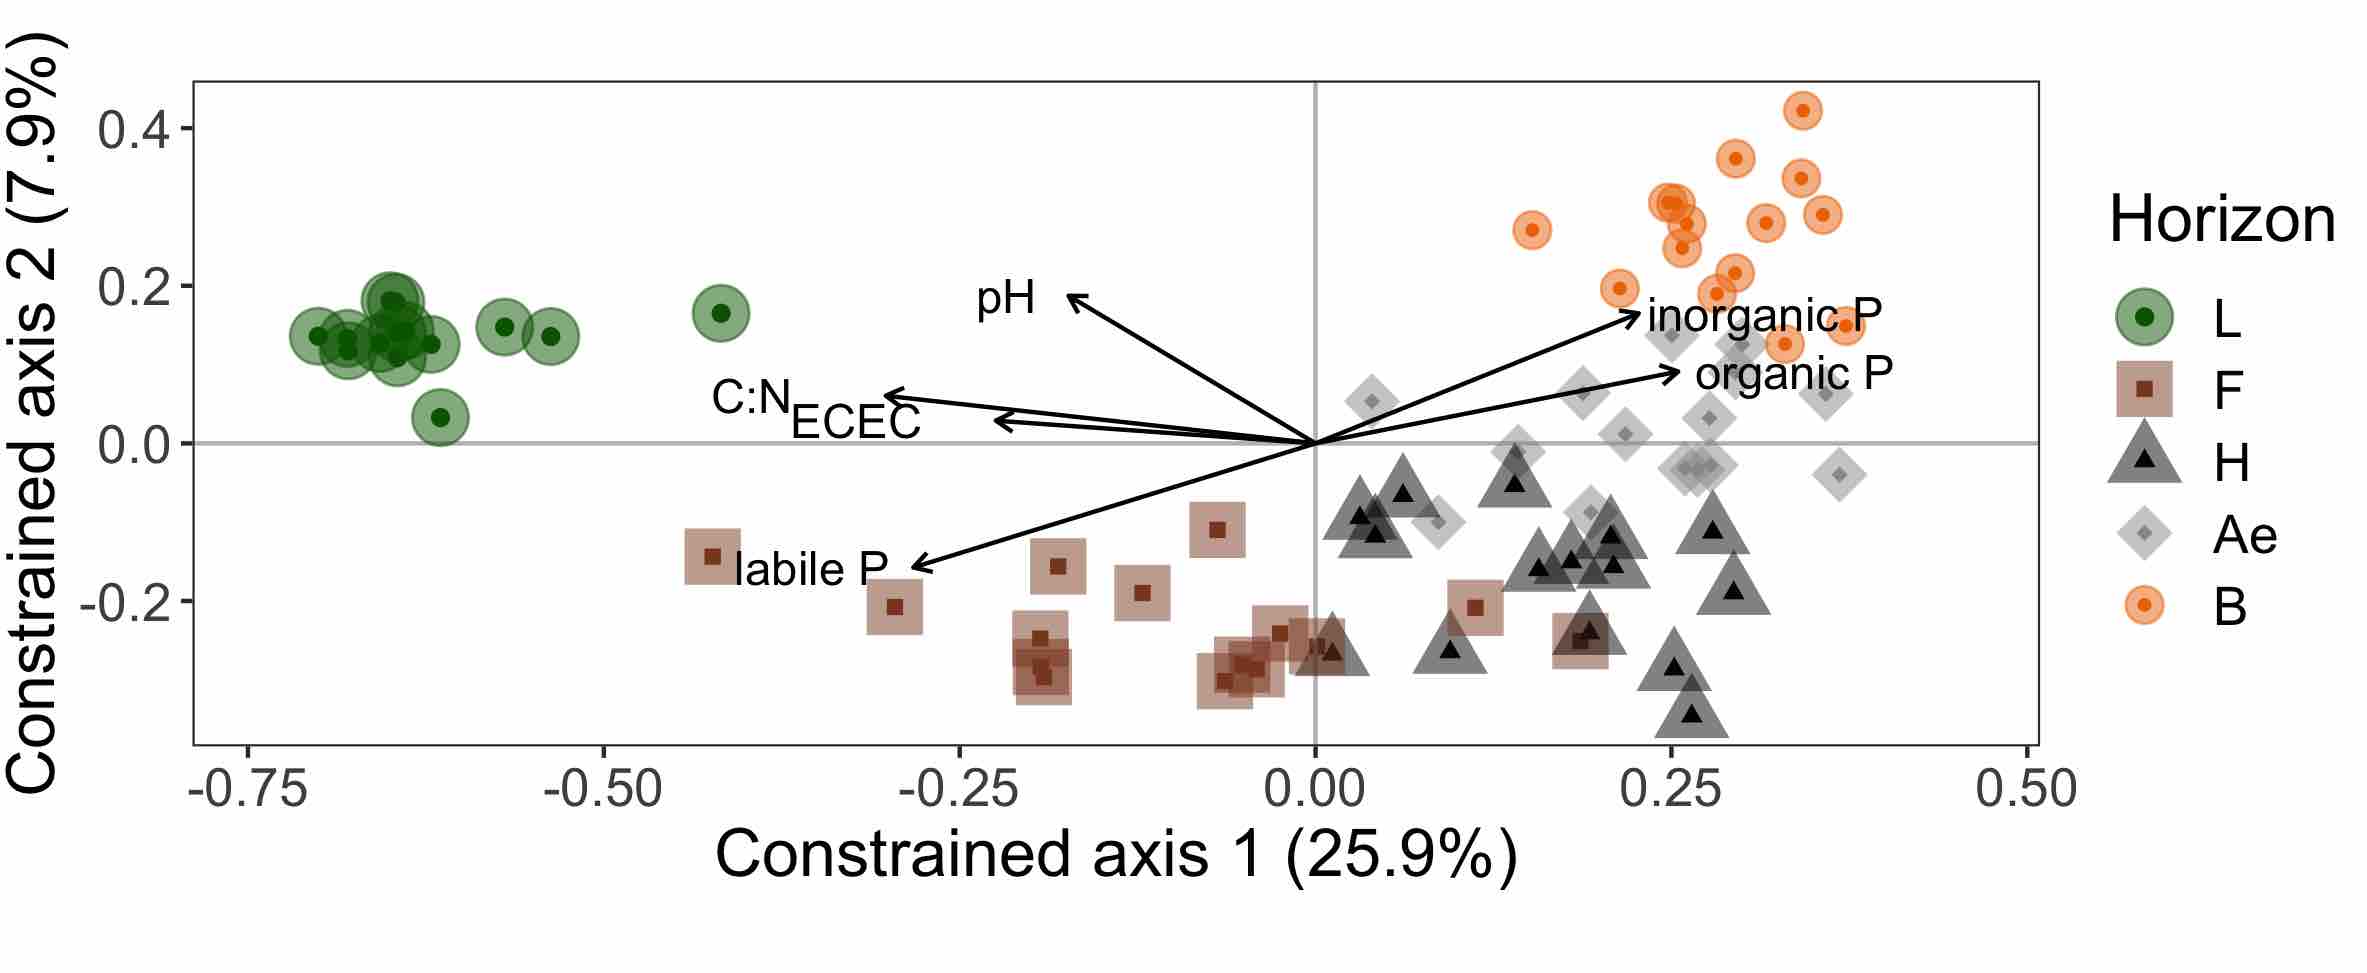 Constrained axis 2 (7.9%)
0.4
0.2
0.0
-0.2
pH
C:N
ECEC
labile P
inorganic P
organic P
-0.75
-0.50
-0.25
0.00
0.25
0.50
Constrained axis 1 (25.9%)
Horizon
L
F
H
Ae
B